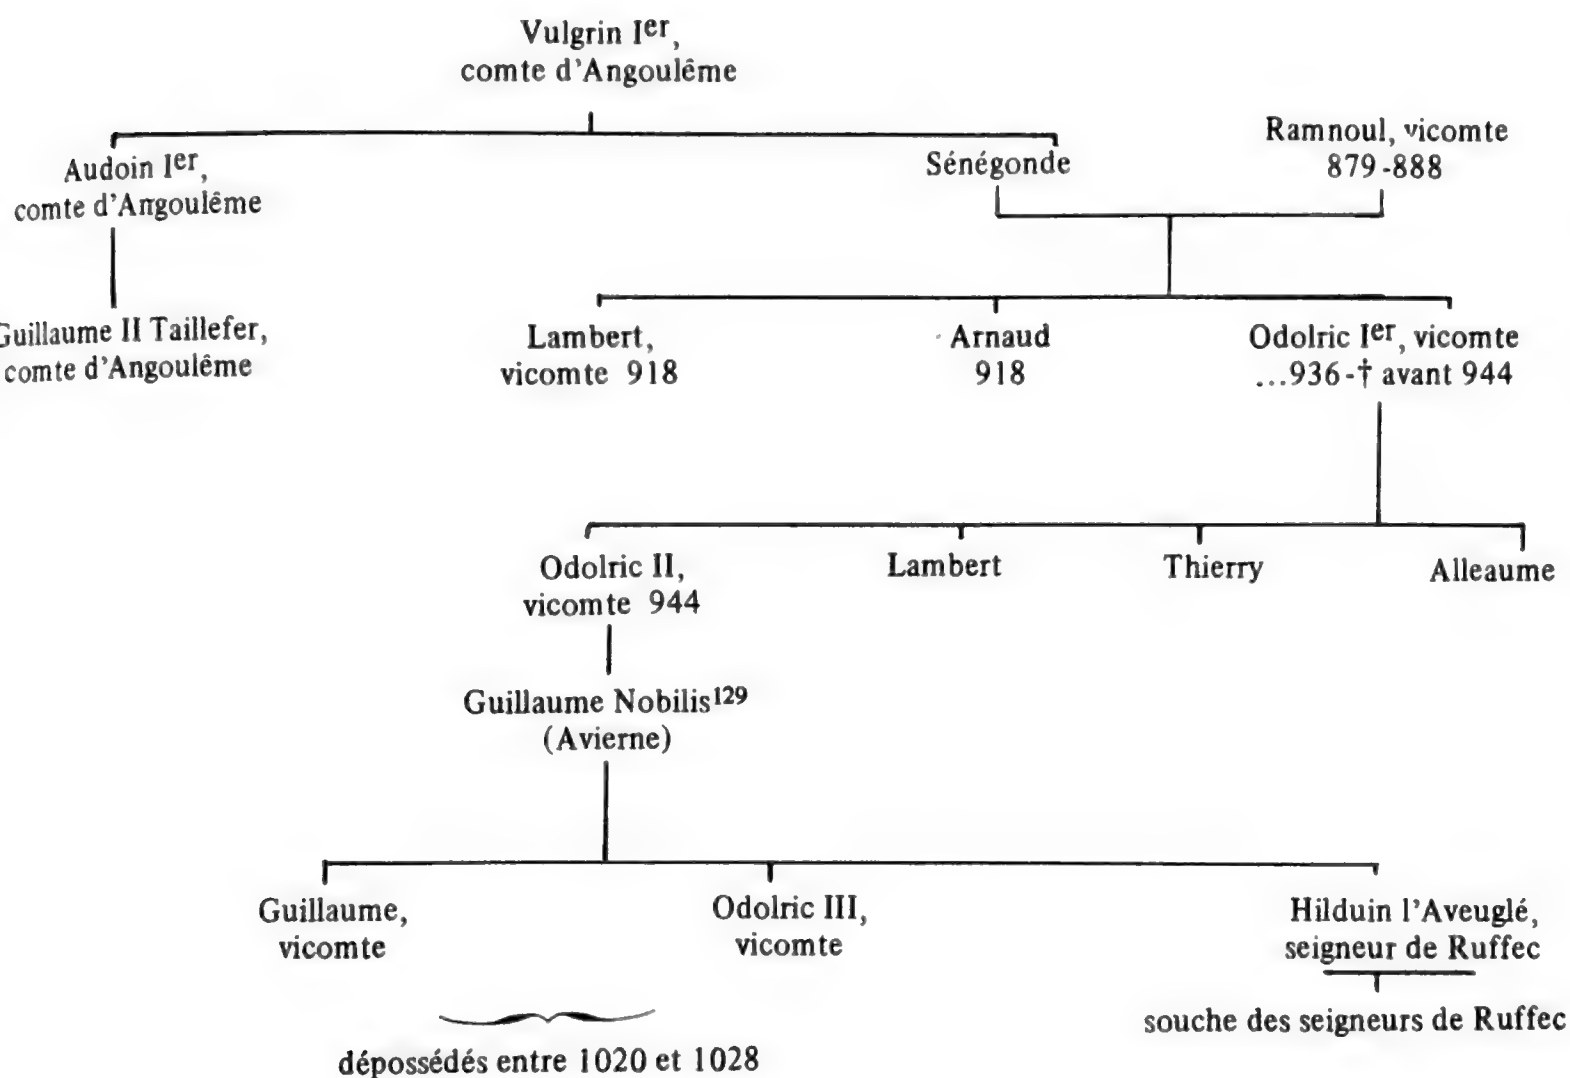 Vulgrin Ier,
comte d'Angoulême
Audoin Ier,
comte d'Angoulême
Sénégonde
Ramnoul, vicomte
879-888
Guillaume II Taillefer,
comte d'Angoulême
Lambert,
vicomte 918
Arnaud
918
Odolric Ier, vicomte
...936-† avant 944
Odolric II,
vicomte 944
Lambert
Thierry
Alleaume
Guillaume Nobilis129
(Avierne)
Guillaume,
vicomte
Odolric III,
vicomte
Hilduin l'Aveuglé,
seigneur de Ruffec
souche des seigneurs de Ruffec
dépossédés entre 1020 et 1028